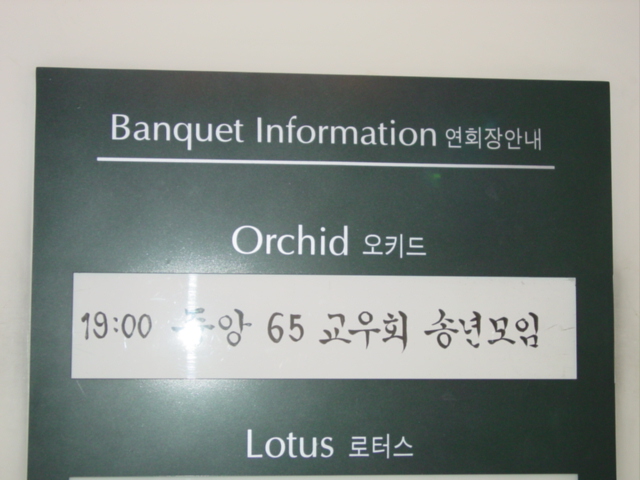 Banquet Information 연회장안내
Orchid 오키드
19:00 65 교우회 송년모임
Lotus 로터스